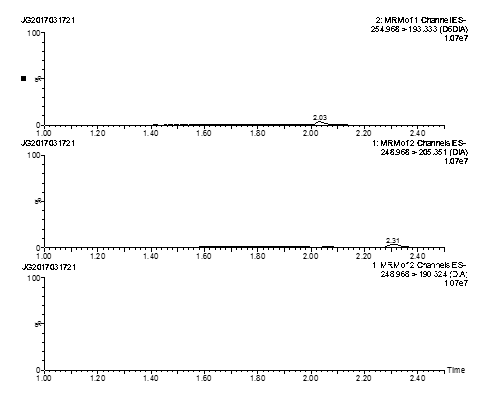 JG2017031721
2: MRM of 1 Channel ES-
254.968 > 193.333 (D5DIA)
1.07e7
100
%
0
2.03
1.00 1.20 1.40 1.60 1.80 2.00 2.20 2.40
JG2017031721
1: MRM of 2 Channels ES-
248.968 > 205.351 (DIA)
1.07e7
100
%
0
2.31
1.00 1.20 1.40 1.60 1.80 2.00 2.20 2.40
JG2017031721
1: MRM of 2 Channels ES-
248.968 > 190.324 (DIA)
1.07e7
100
%
0
Time
1.00 1.20 1.40 1.60 1.80 2.00 2.20 2.40